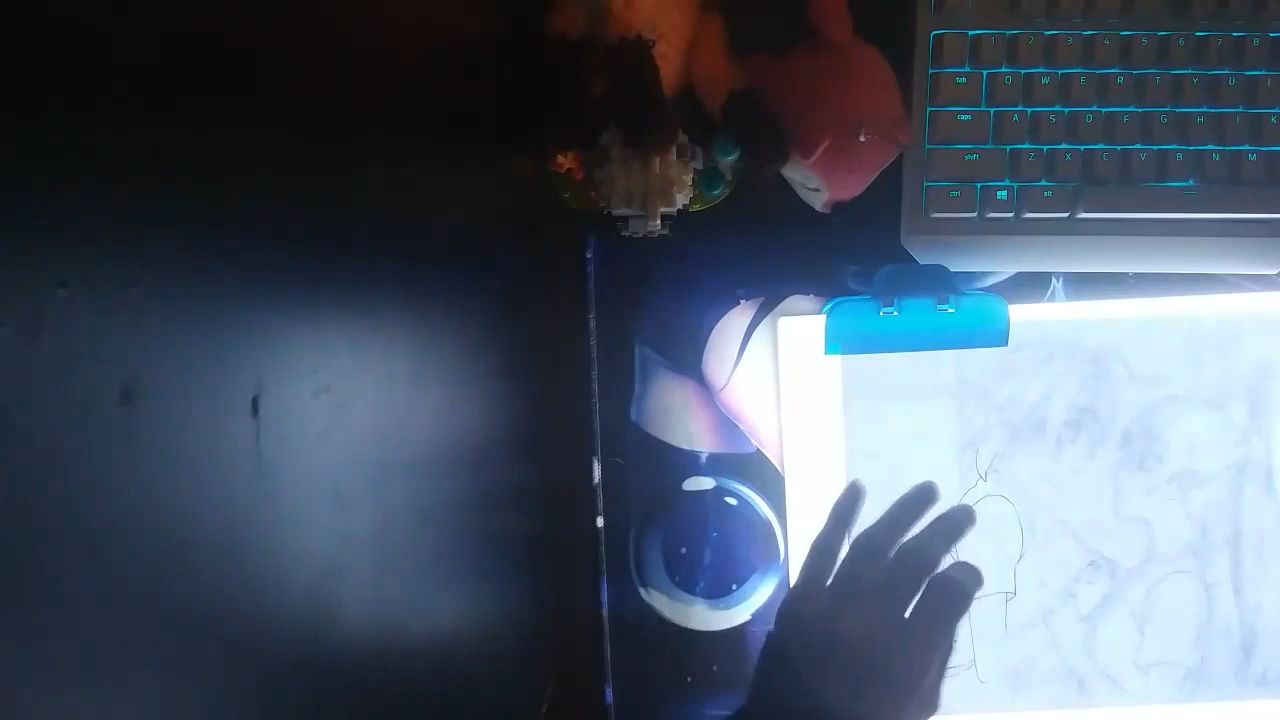 1 2 3 4 5 6 7 8
tab Q W E R T Y U I
caps A S D F G H J K
shift Z X C V B N M
ctrl alt